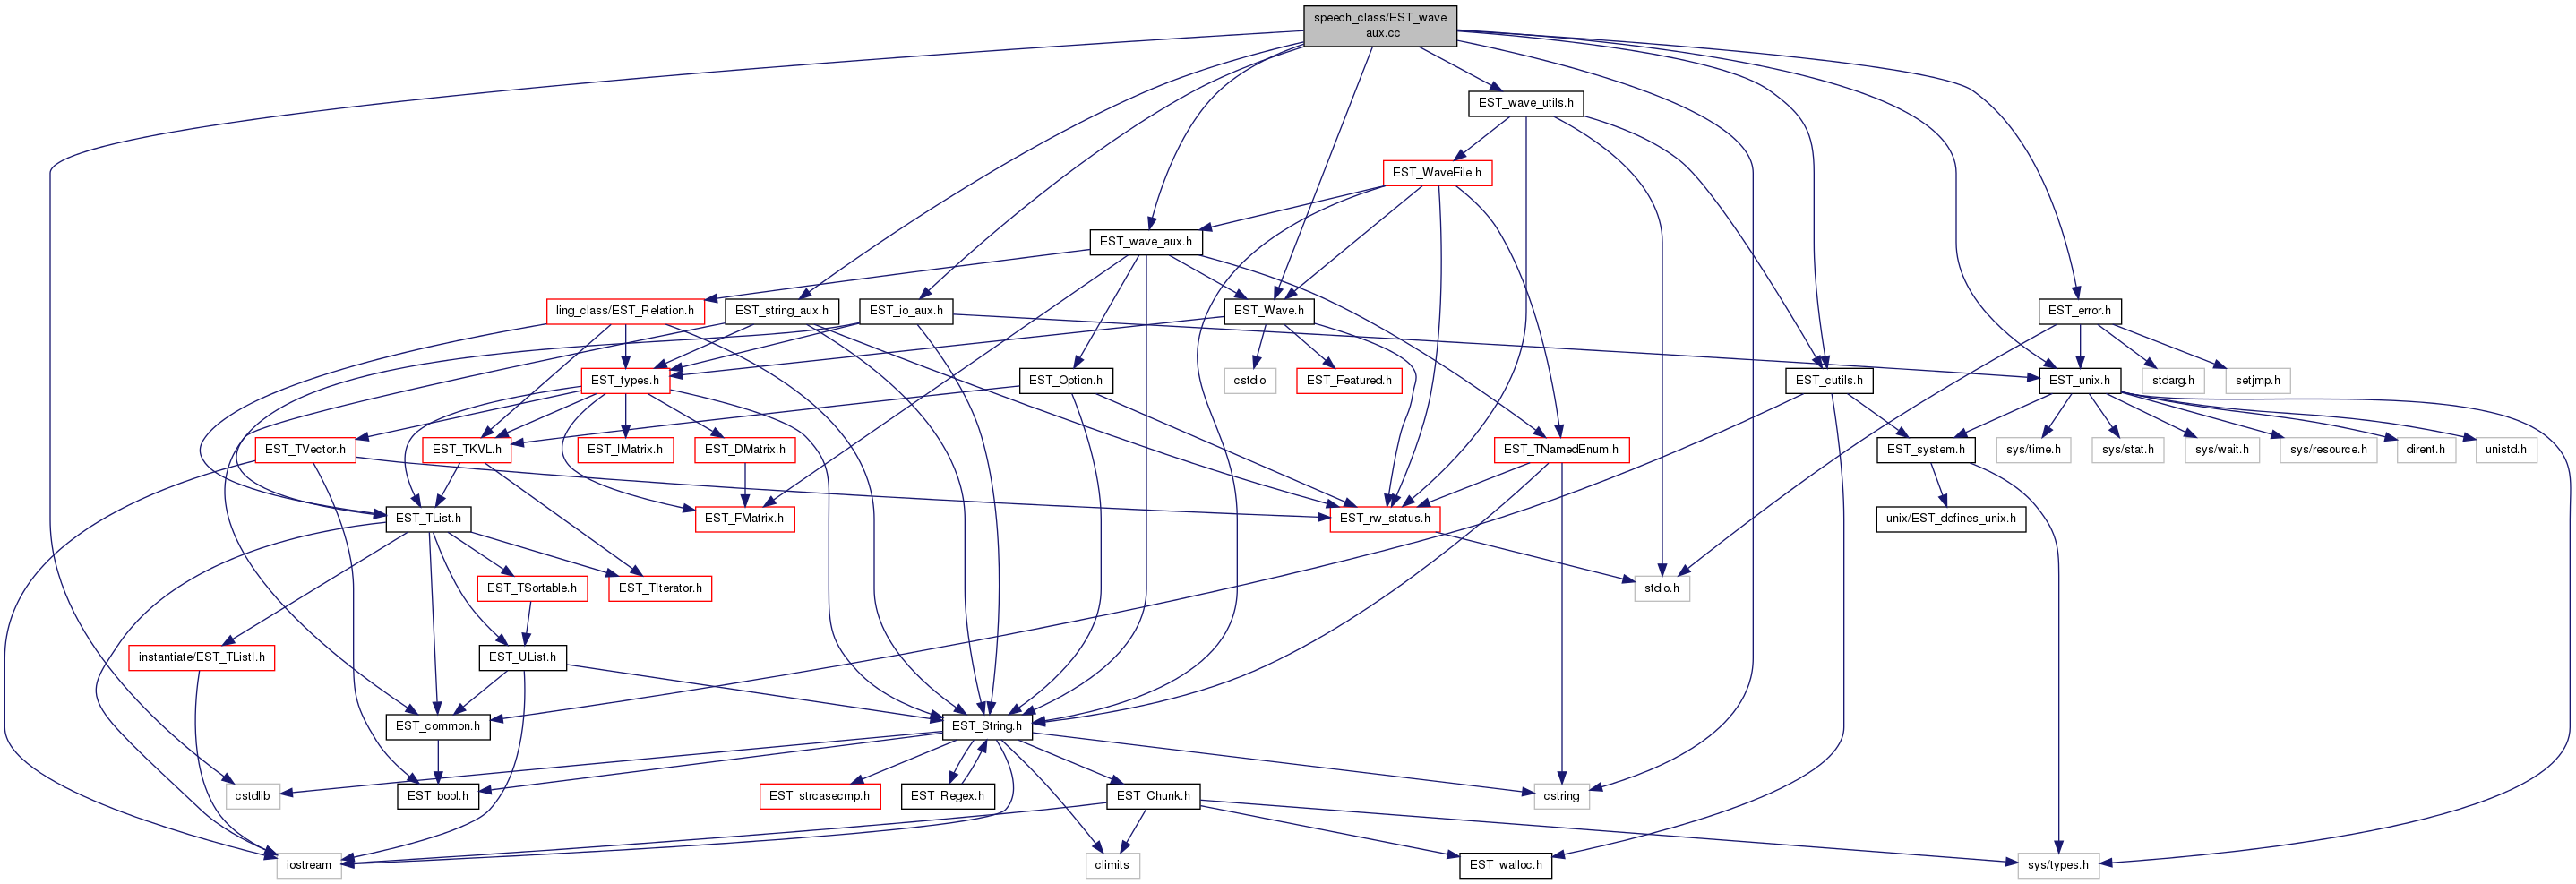 speech_class/EST_wave
_aux.cc
EST_wave_utils.h
EST_WaveFile.h
EST_wave_aux.h
ling_class/EST_Relation.h
EST_string_aux.h
EST_io_aux.h
EST_Wave.h
EST_error.h
EST_types.h
EST_Option.h
cstdio
EST_Featured.h
EST_cutils.h
EST_unix.h
stdarg.h
setjmp.h
EST_TVector.h
EST_TKVL.h
EST_IMatrix.h
EST_DMatrix.h
EST_TNamedEnum.h
EST_system.h
sys/time.h
sys/stat.h
sys/wait.h
sys/resource.h
dirent.h
unistd.h
EST_TList.h
EST_FMatrix.h
EST_rw_status.h
unix/EST_defines_unix.h
EST_TSortable.h
EST_TIterator.h
stdio.h
instantiate/EST_TListI.h
EST_UList.h
EST_common.h
EST_String.h
cstdlib
EST_bool.h
EST_strcasecmp.h
EST_Regex.h
EST_Chunk.h
cstring
iostream
climits
EST_walloc.h
sys/types.h